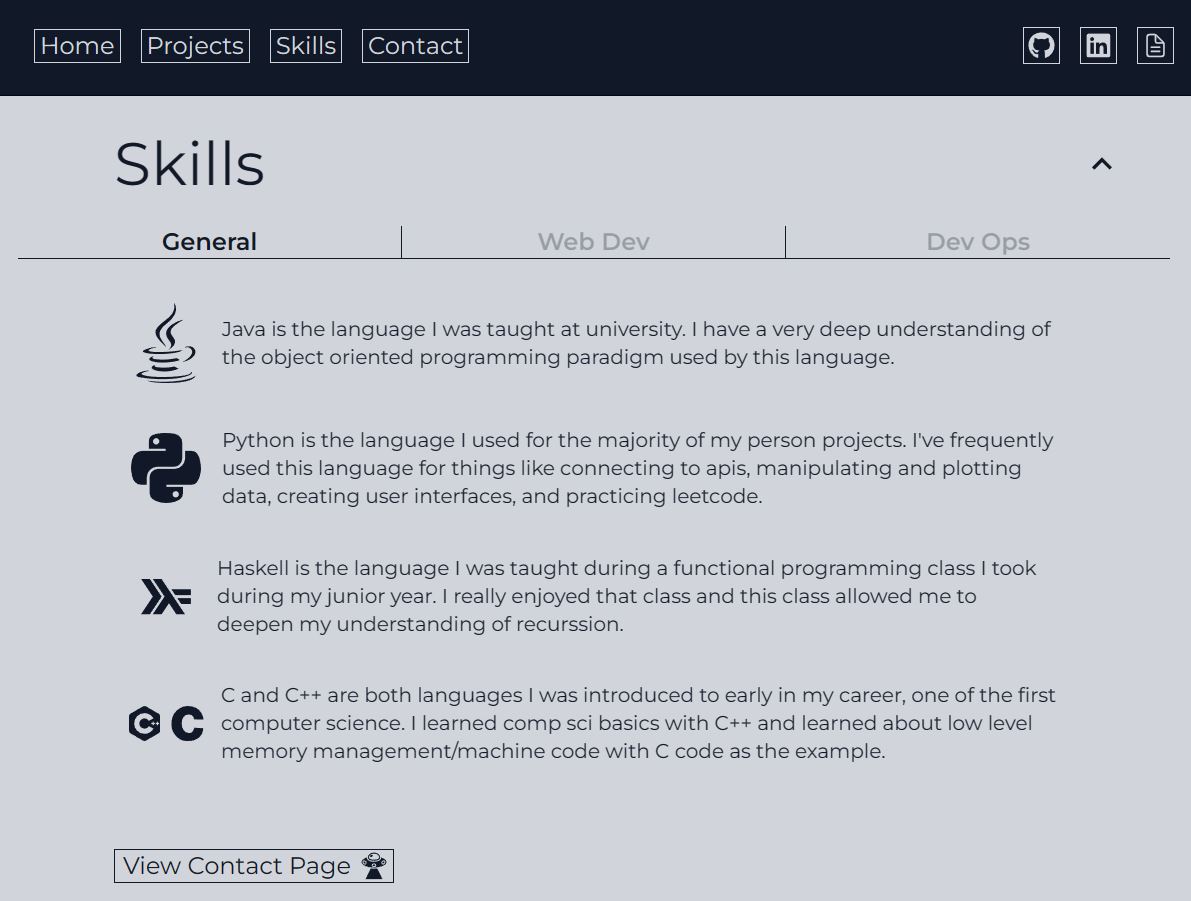 Home Projects Skills Contact
Skills
General Web Dev Dev Ops
Java is the language I was taught at university. I have a very deep understanding of
the object oriented programming paradigm used by this language.
Python is the language I used for the majority of my person projects. I've frequently
used this language for things like connecting to apis, manipulating and plotting
data, creating user interfaces, and practicing leetcode.
Haskell is the language I was taught during a functional programming class I took
during my junior year. I really enjoyed that class and this class allowed me to
deepen my understanding of recurssion.
C and C++ are both languages I was introduced to early in my career, one of the first
computer science. I learned comp sci basics with C++ and learned about low level
memory management/machine code with C code as the example.
View Contact Page